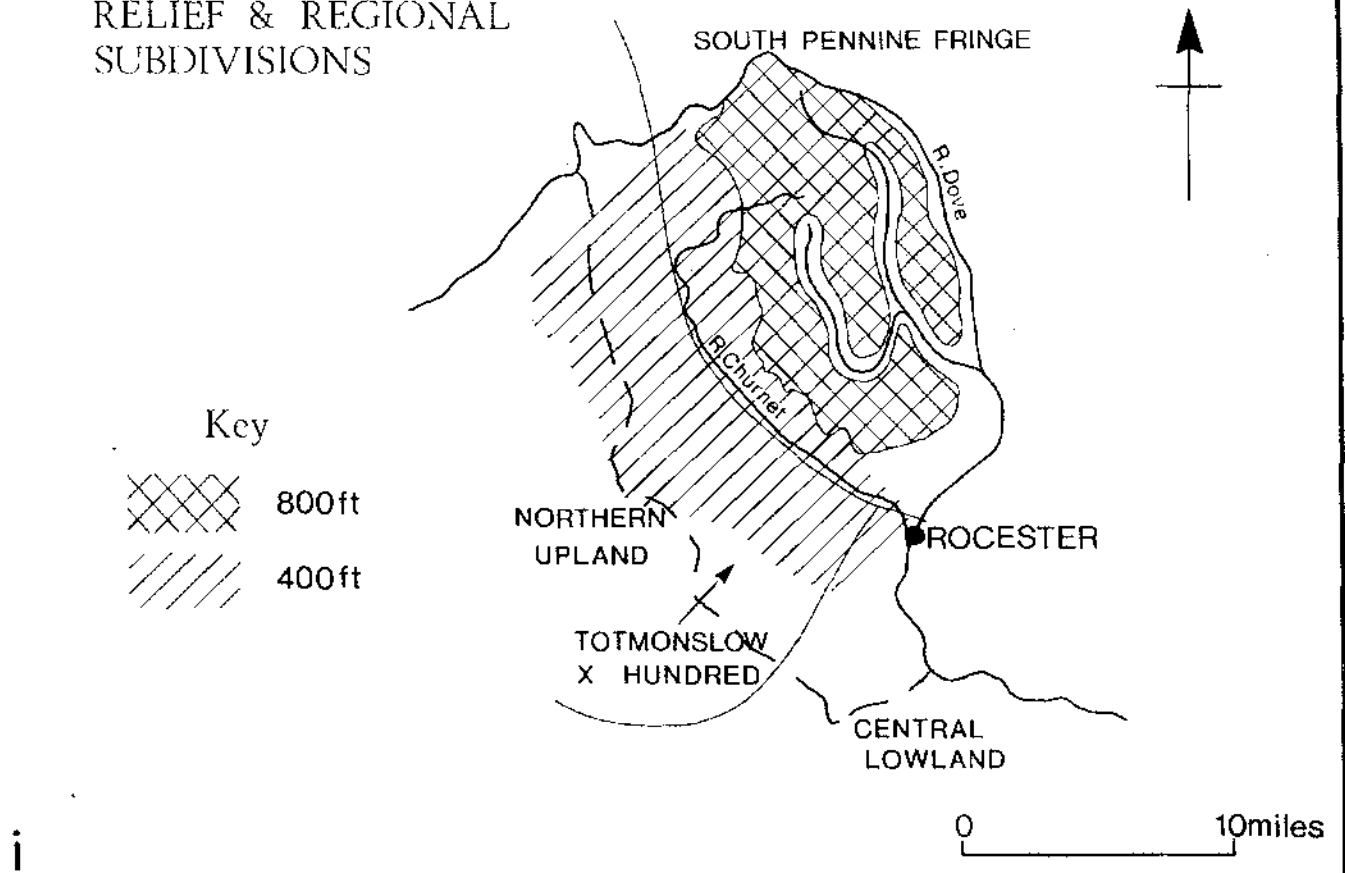 RELIEF & REGIONAL
SUBDIVISIONS
SOUTH PENNINE FRINGE
R. Dove
R. Churnet
Key
800ft
400ft
NORTHERN
UPLAND
ROCESTER
TOTMONSLOW
X HUNDRED
CENTRAL
LOWLAND
0 10miles
i